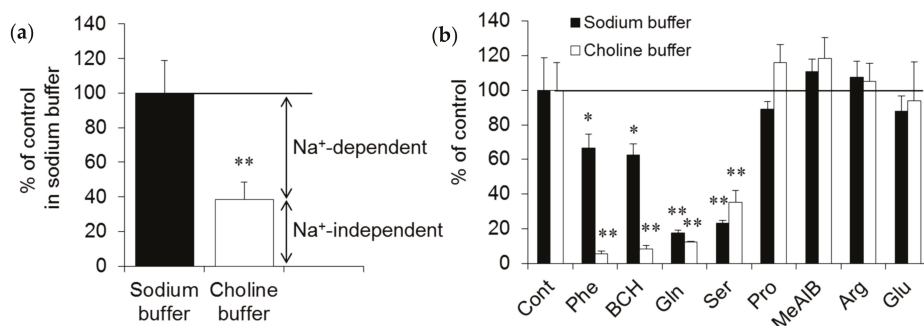 (a)
% of control
in sodium buffer
140
120
100
80
60
40
20
0
**
Na⁺-dependent
Na⁺-independent
Sodium
buffer
Choline
buffer
(b)
% of control
140
120
100
80
60
40
20
0
Sodium buffer
Choline buffer
*
**
*
**
**
**
**
**
Cont
Phe
BCH
Gln
Ser
Pro
MeAIB
Arg
Glu